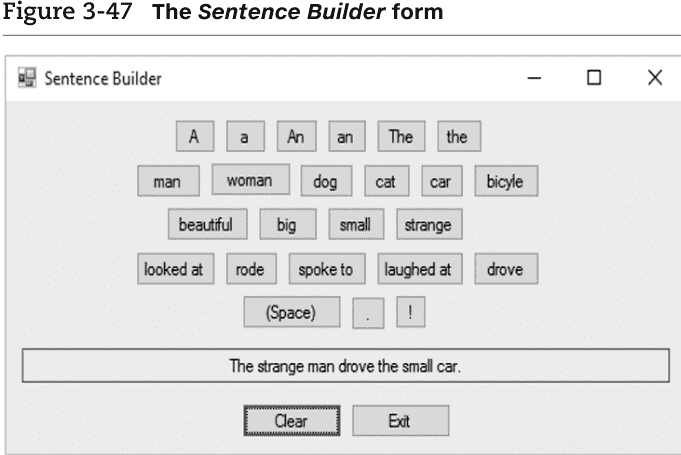 Figure 3-47 The Sentence Builder form
Sentence Builder
A a An an The the
man woman dog cat car bicyle
beautiful big small strange
looked at rode spoke to laughed at drove
(Space) . !
The strange man drove the small car.
Clear Exit